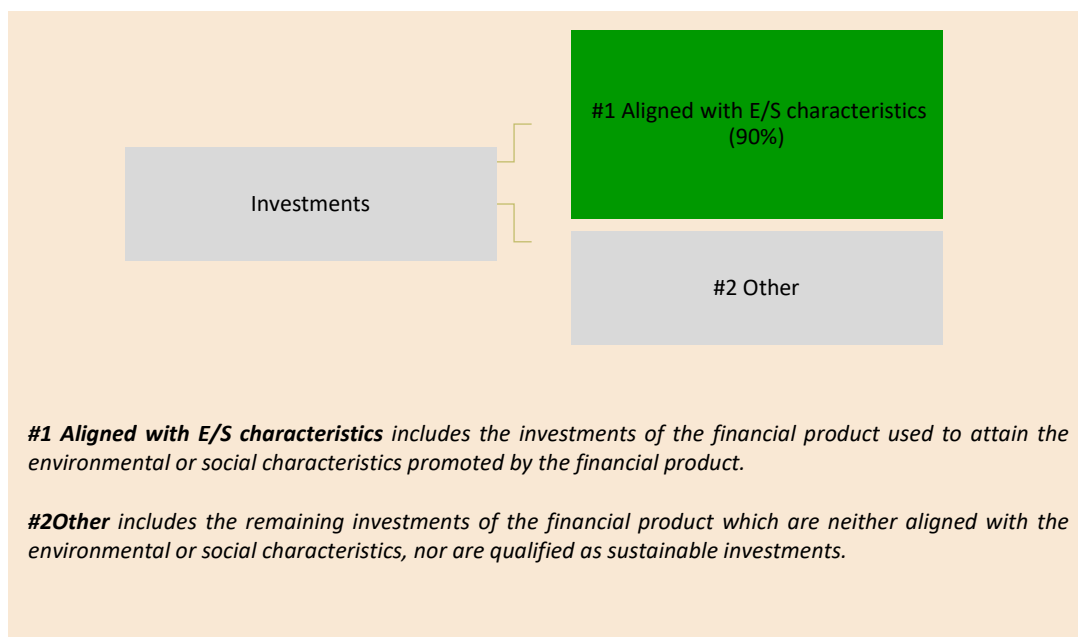 #1 Aligned with E/S characteristics
(90%)
Investments
#2 Other
#1 Aligned with E/S characteristics includes the investments of the financial product used to attain the
environmental or social characteristics promoted by the financial product.
#2Other includes the remaining investments of the financial product which are neither aligned with the
environmental or social characteristics, nor are qualified as sustainable investments.